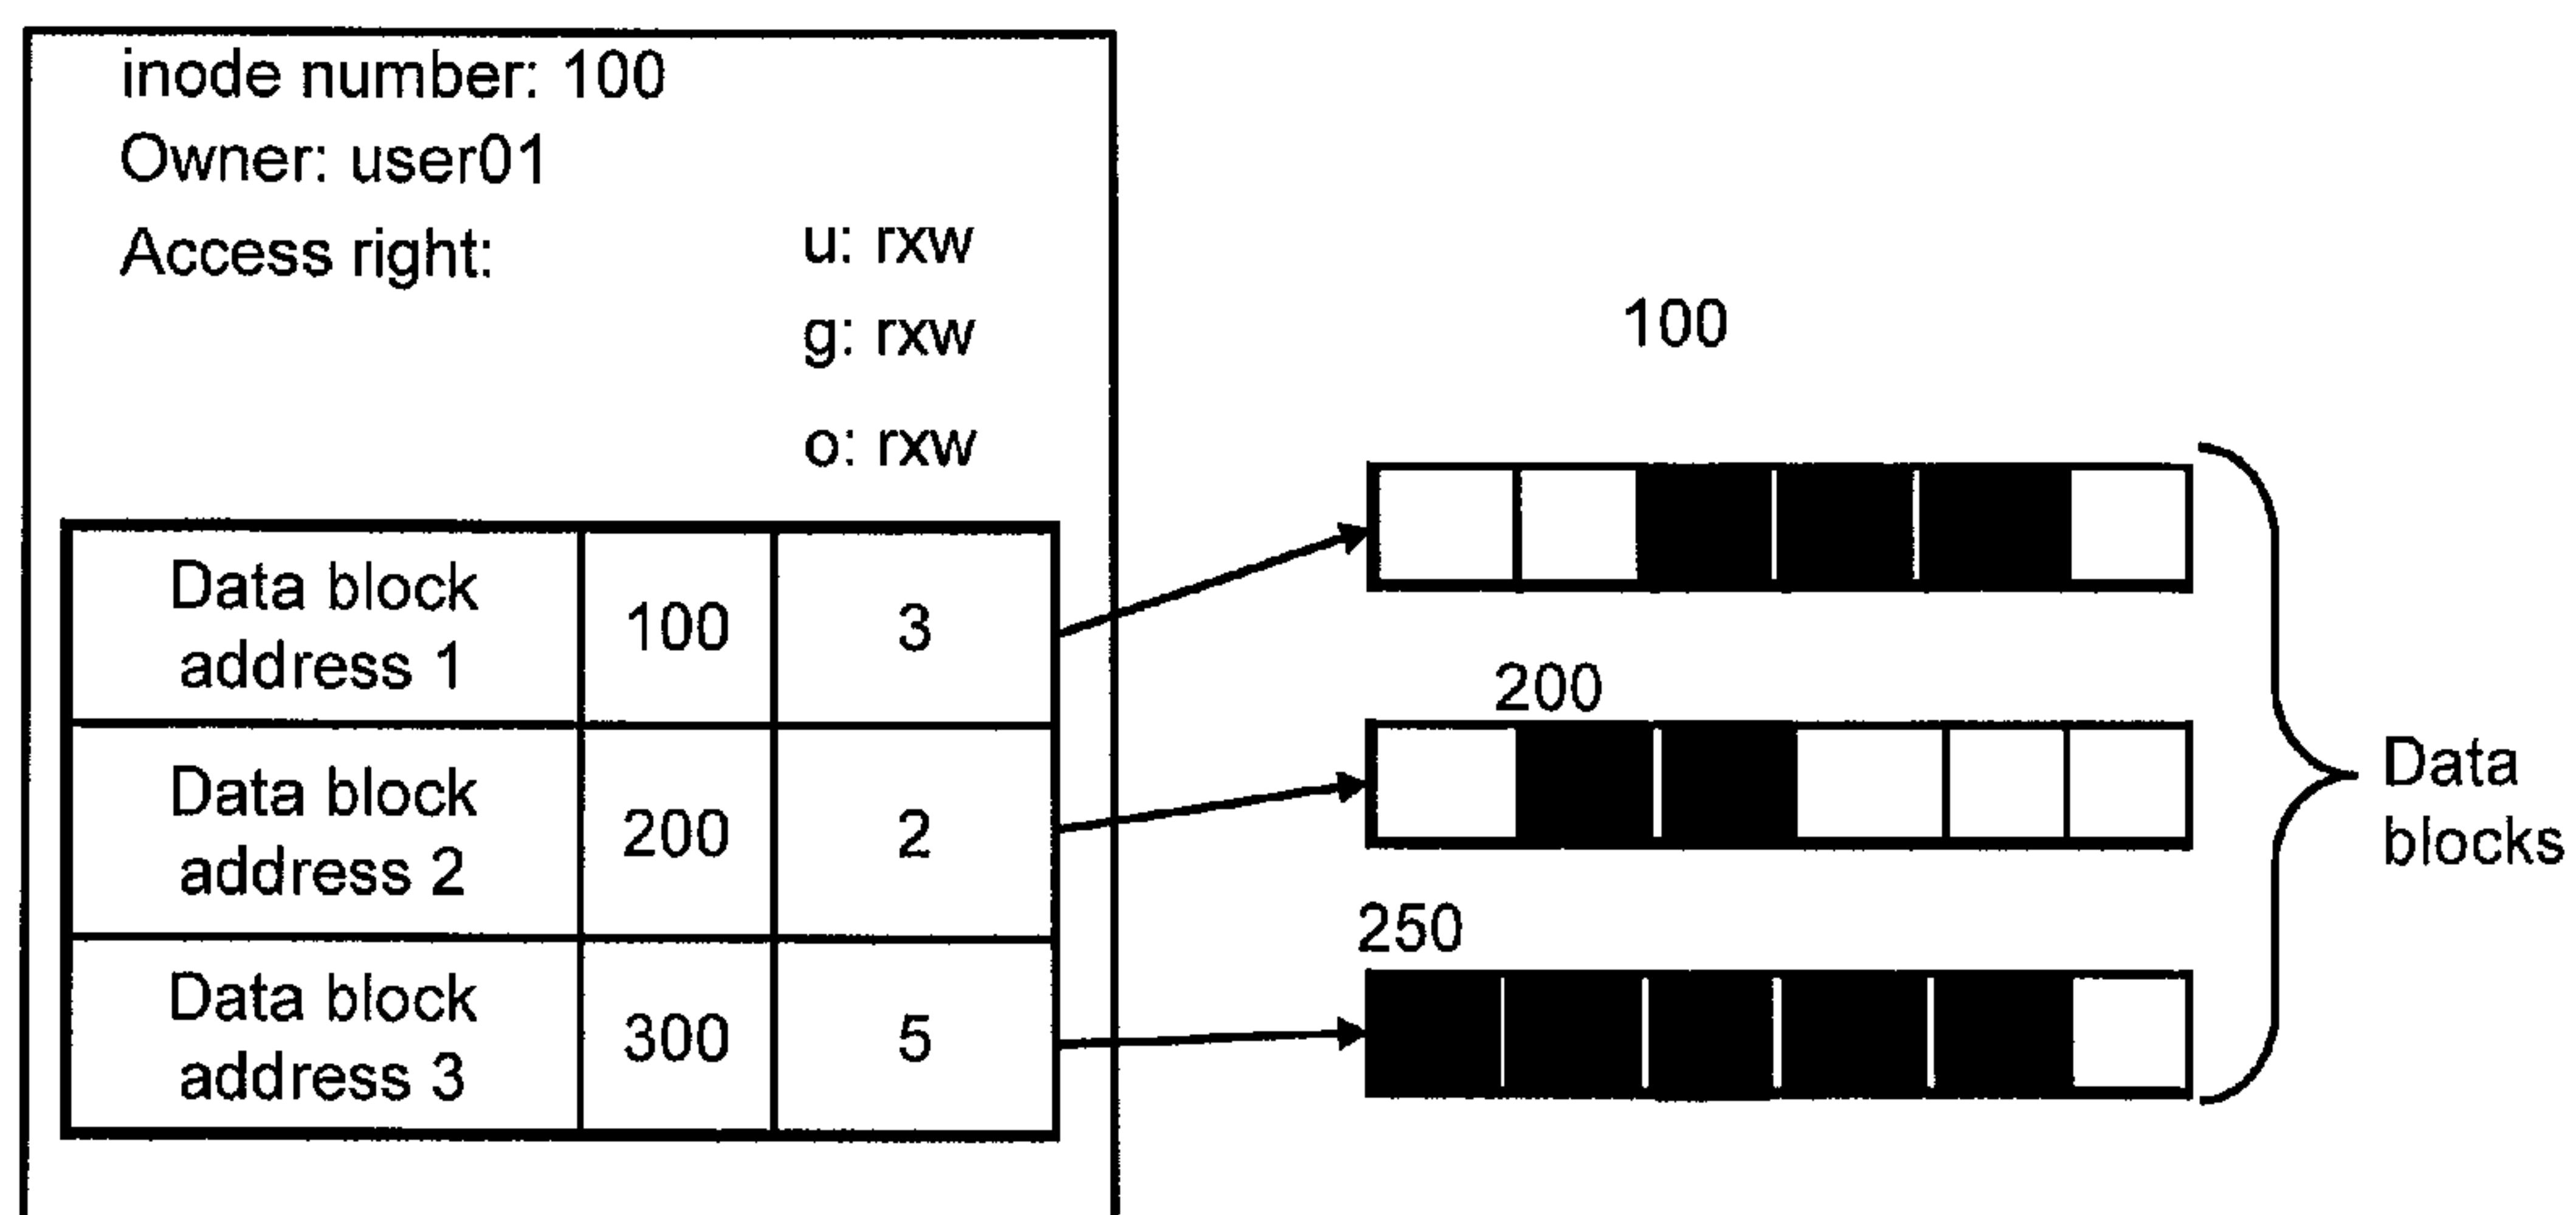 inode number: 100
Owner: user01
Access right:
u: rxw
g: rxw
o: rxw
Data block
address 1
100
3
Data block
address 2
200
2
Data block
address 3
300
5
100
200
250
Data
blocks